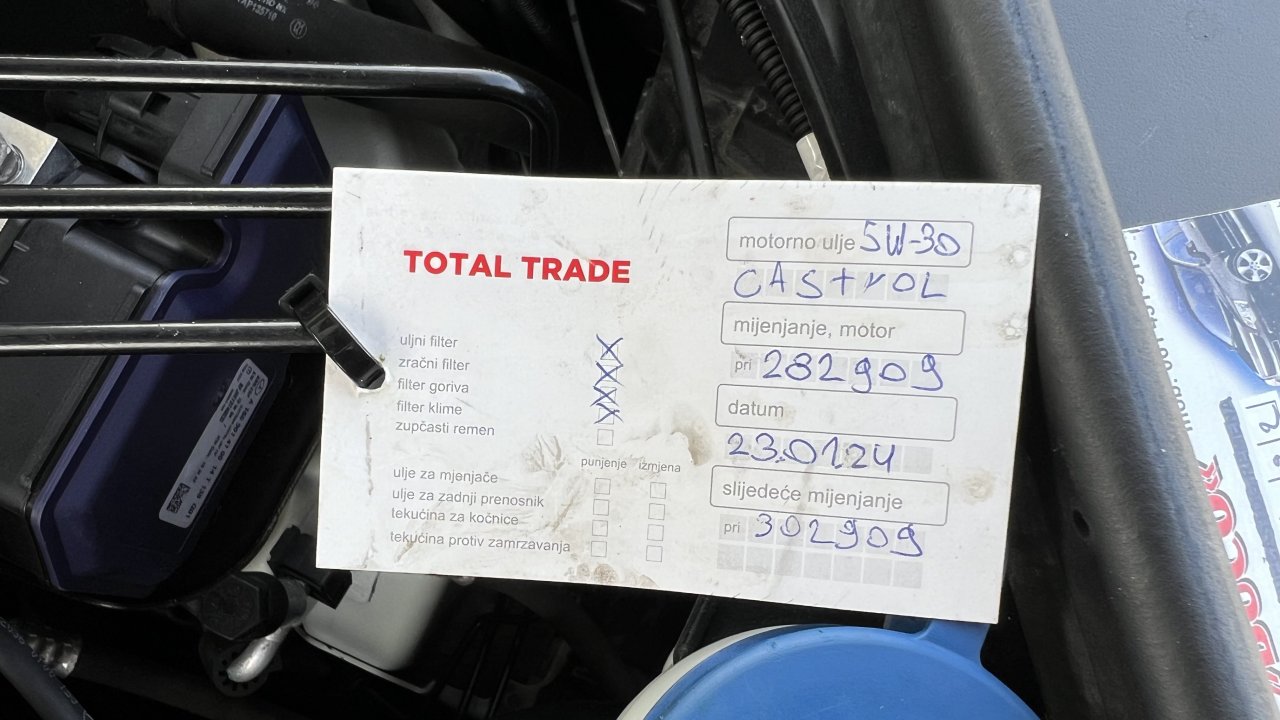 TOTAL TRADE
uljni filter
zračni filter
filter goriva
filter klime
zupčasti remen
punjenje izmjena
ulje za mjenjače
ulje za zadnji prenosnik
tekućina za kočnice
tekućina protiv zamrzavanja
motorno ulje 5W-30
CAStrOL
mijenjanje, motor
pri 282909
datum
23.0124
slijedeće mijenjanje
pri 302909